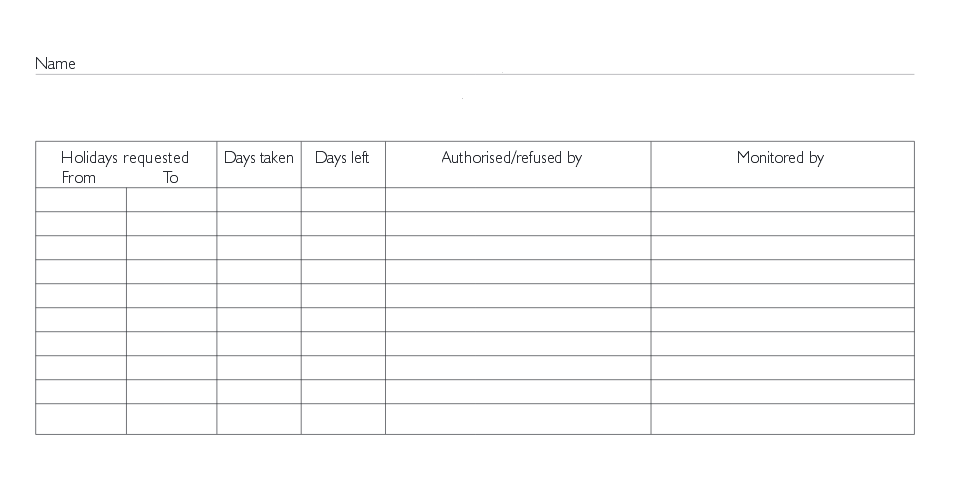 Name
Holidays requested Days taken Days left Authorised/refused by Monitored by
From To